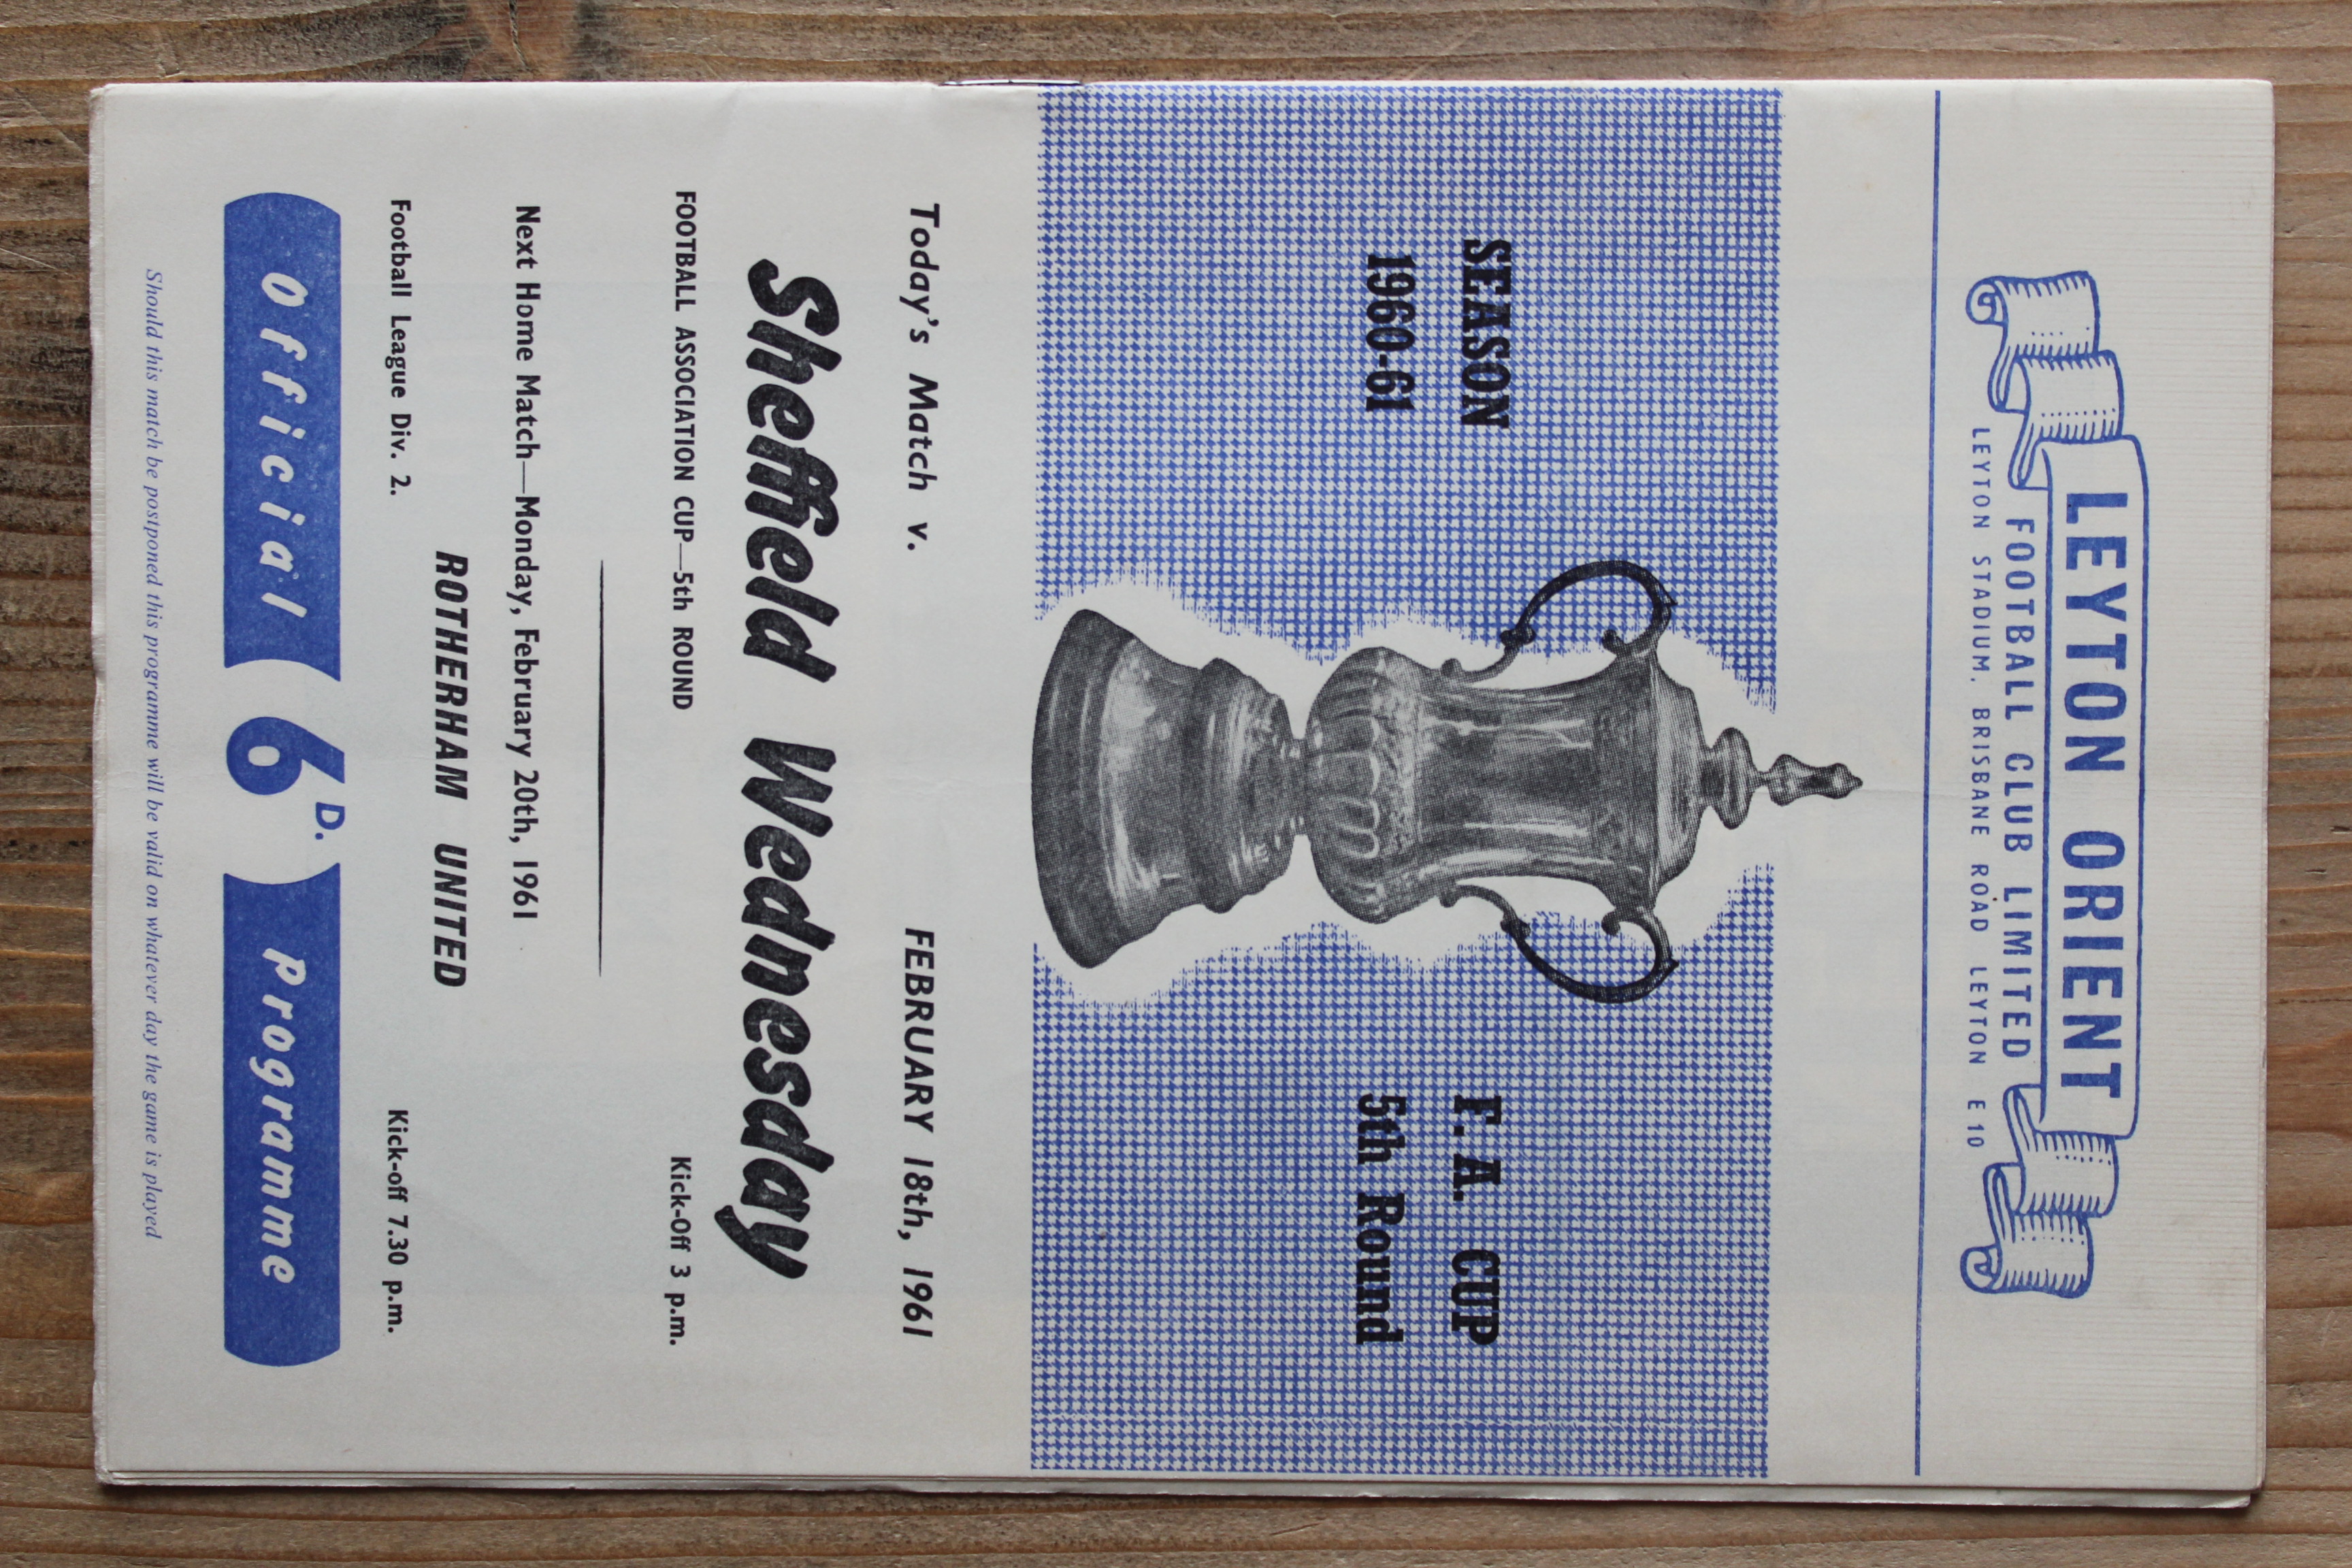 LEYTON ORIENT
FOOTBALL CLUB LIMITED
LEYTON STADIUM, BRISBANE ROAD LEYTON E 10
SEASON
1960-61
F. A. CUP
5th Round
Today's Match v. FEBRUARY 18th, 1961
Sheffield Wednesday
FOOTBALL ASSOCIATION CUP—5th ROUND Kick-Off 3 p.m.
Next Home Match—Monday, February 20th, 1961
ROTHERHAM UNITED
Football League Div. 2. Kick-off 7.30 p.m.
Official 6D. Programme
Should this match be postponed this programme will be valid on whatever day the game is played